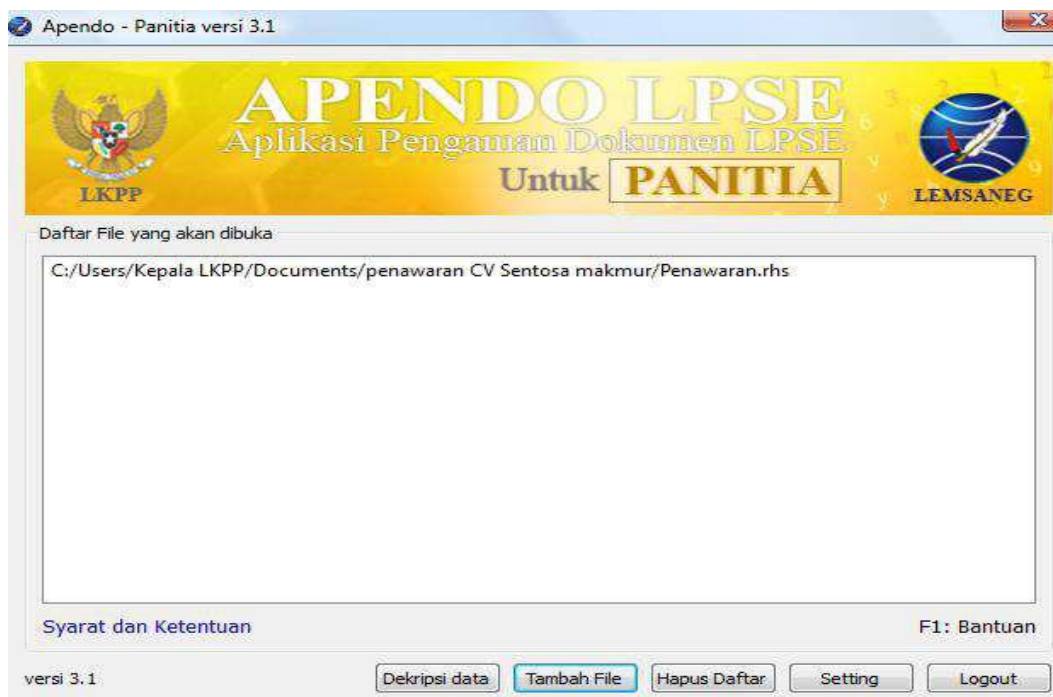 Apendo - Panitia versi 3.1
APENDO LPSE
Aplikasi Pengaman Dokumen LPSE
Untuk PANITIA
LKPP
LEMSANEG
Daftar File yang akan dibuka
C:/Users/Kepala LKPP/Documents/penawaran CV Sentosa makmur/Penawaran.rhs
Syarat dan Ketentuan
F1: Bantuan
versi 3.1
Dekripsi data
Tambah File
Hapus Daftar
Setting
Logout